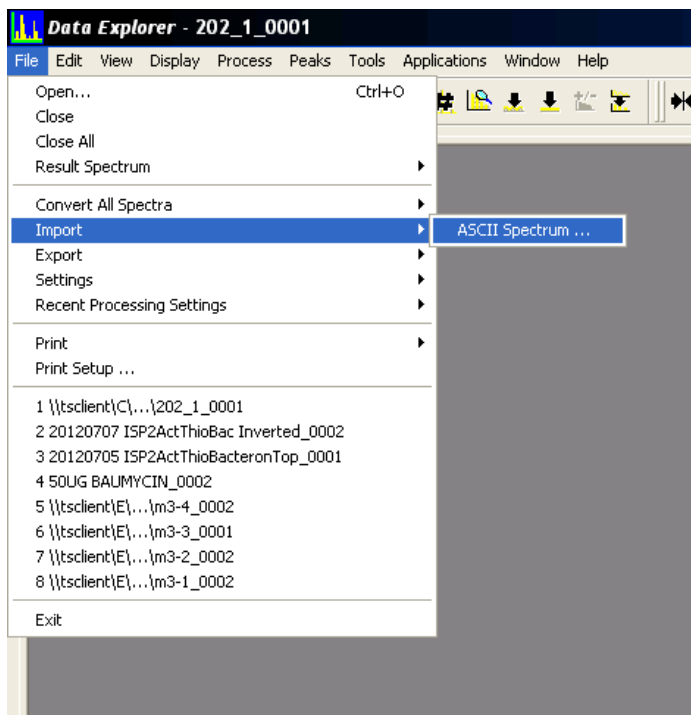 Data Explorer - 202_1_0001
File Edit View Display Process Peaks Tools Applications Window Help
Open... Ctrl+O
Close
Close All
Result Spectrum
Convert All Spectra
Import
ASCII Spectrum ...
Export
Settings
Recent Processing Settings
Print
Print Setup ...
1 \\tsclient\C\...\202_1_0001
2 20120707 ISP2ActThioBac Inverted_0002
3 20120705 ISP2ActThioBacteronTop_0001
4 50UG BAUMYCIN_0002
5 \\tsclient\E\...\m3-4_0002
6 \\tsclient\E\...\m3-3_0001
7 \\tsclient\E\...\m3-2_0002
8 \\tsclient\E\...\m3-1_0002
Exit